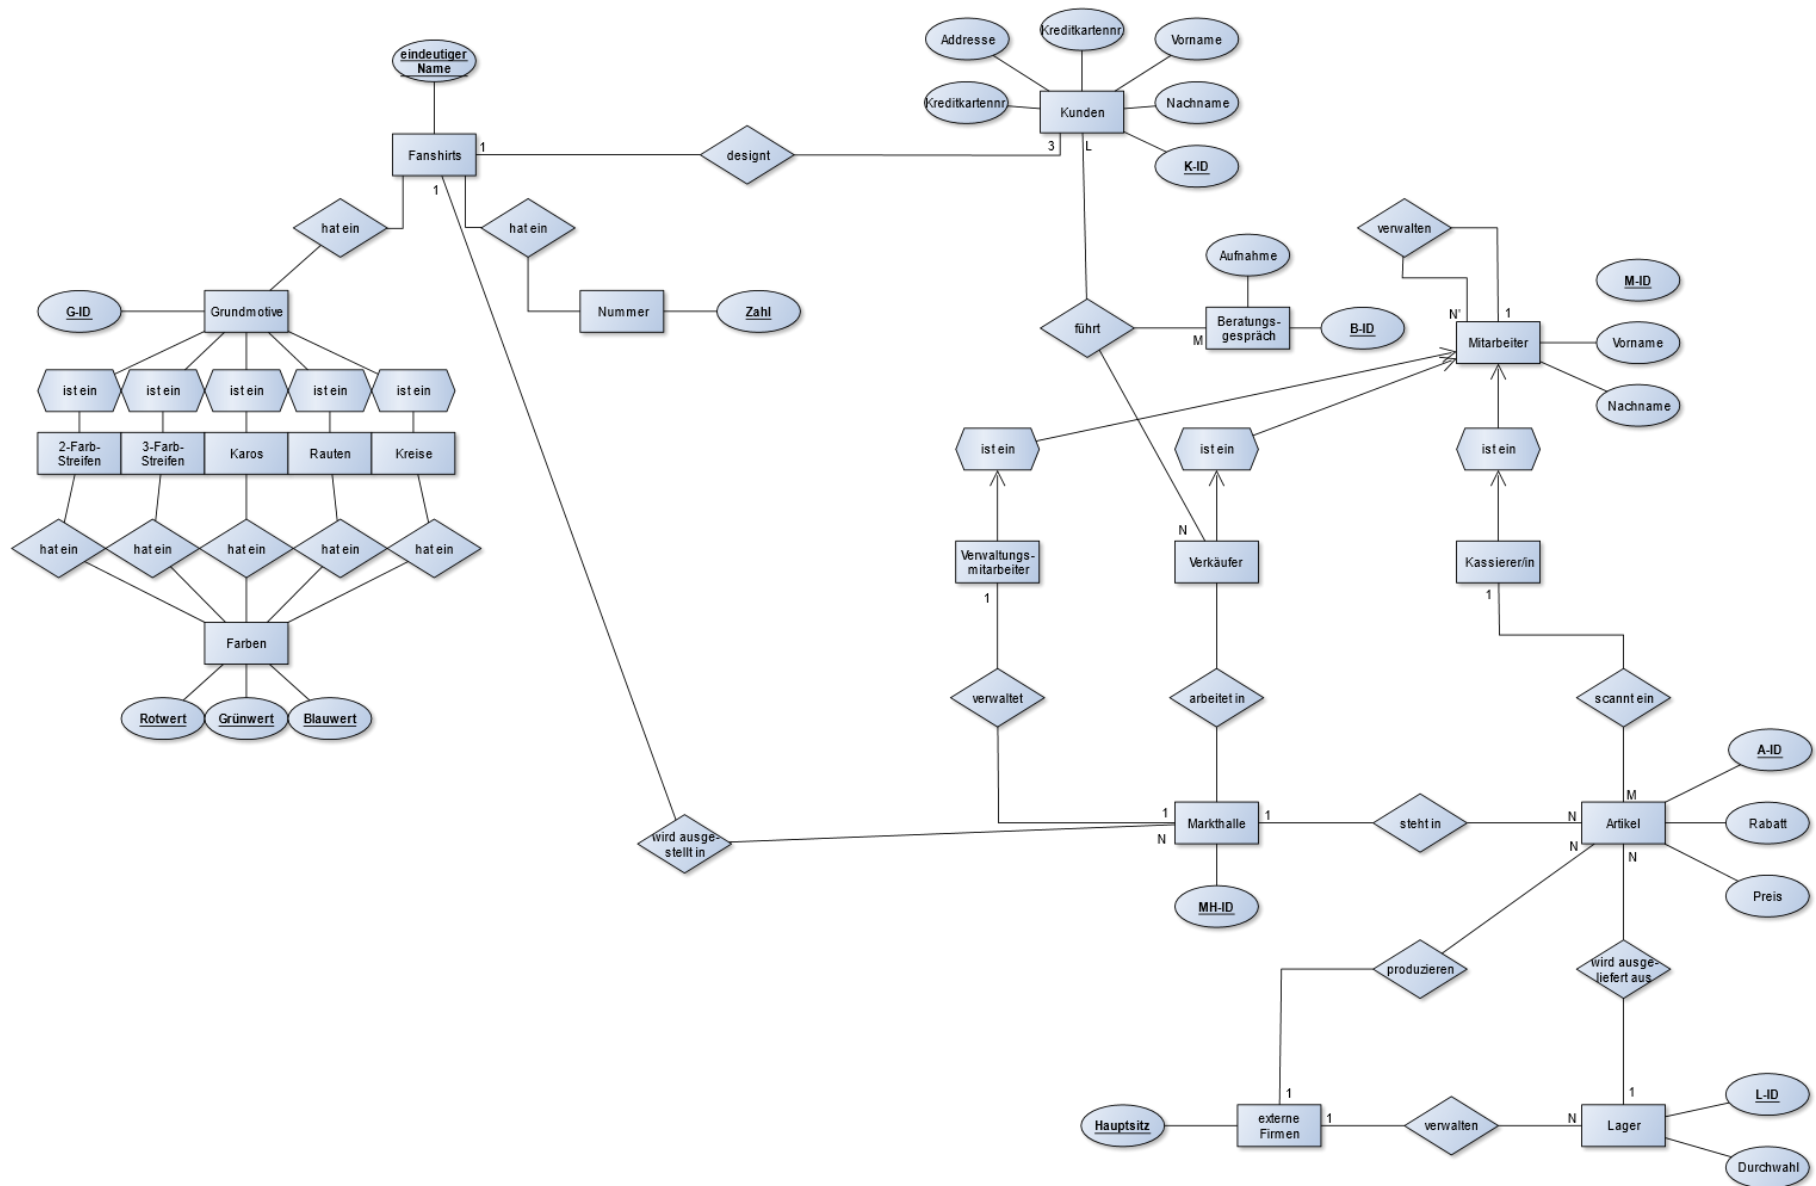 Kreditkartennr
Addresse
Vorname
eindeutiger
Name
Kreditkartennr
Nachname
Kunden
Fanshirts
1
designt
3
L
K-ID
1
hat ein
hat ein
verwalten
Aufnahme
M-ID
G-ID
Grundmotive
Nummer
Zahl
führt
M
Beratungs-
gespräch
B-ID
N'
1
Mitarbeiter
Vorname
ist ein
ist ein
ist ein
ist ein
ist ein
Nachname
2-Farb-
Streifen
3-Farb-
Streifen
Karos
Rauten
Kreise
ist ein
ist ein
ist ein
hat ein
hat ein
hat ein
hat ein
hat ein
N
Verwaltungs-
mitarbeiter
Verkäufer
Kassierer/in
1
1
Farben
Rotwert
Grünwert
Blauwert
verwaltet
arbeitet in
scannt ein
A-ID
M
1
Markthalle
1
steht in
N
Artikel
Rabatt
wird ausge-
stellt in
N
N
N
Preis
MH-ID
produzieren
wird ausge-
liefert aus
1
1
L-ID
Hauptsitz
externe
Firmen
1
verwalten
N
Lager
Durchwahl